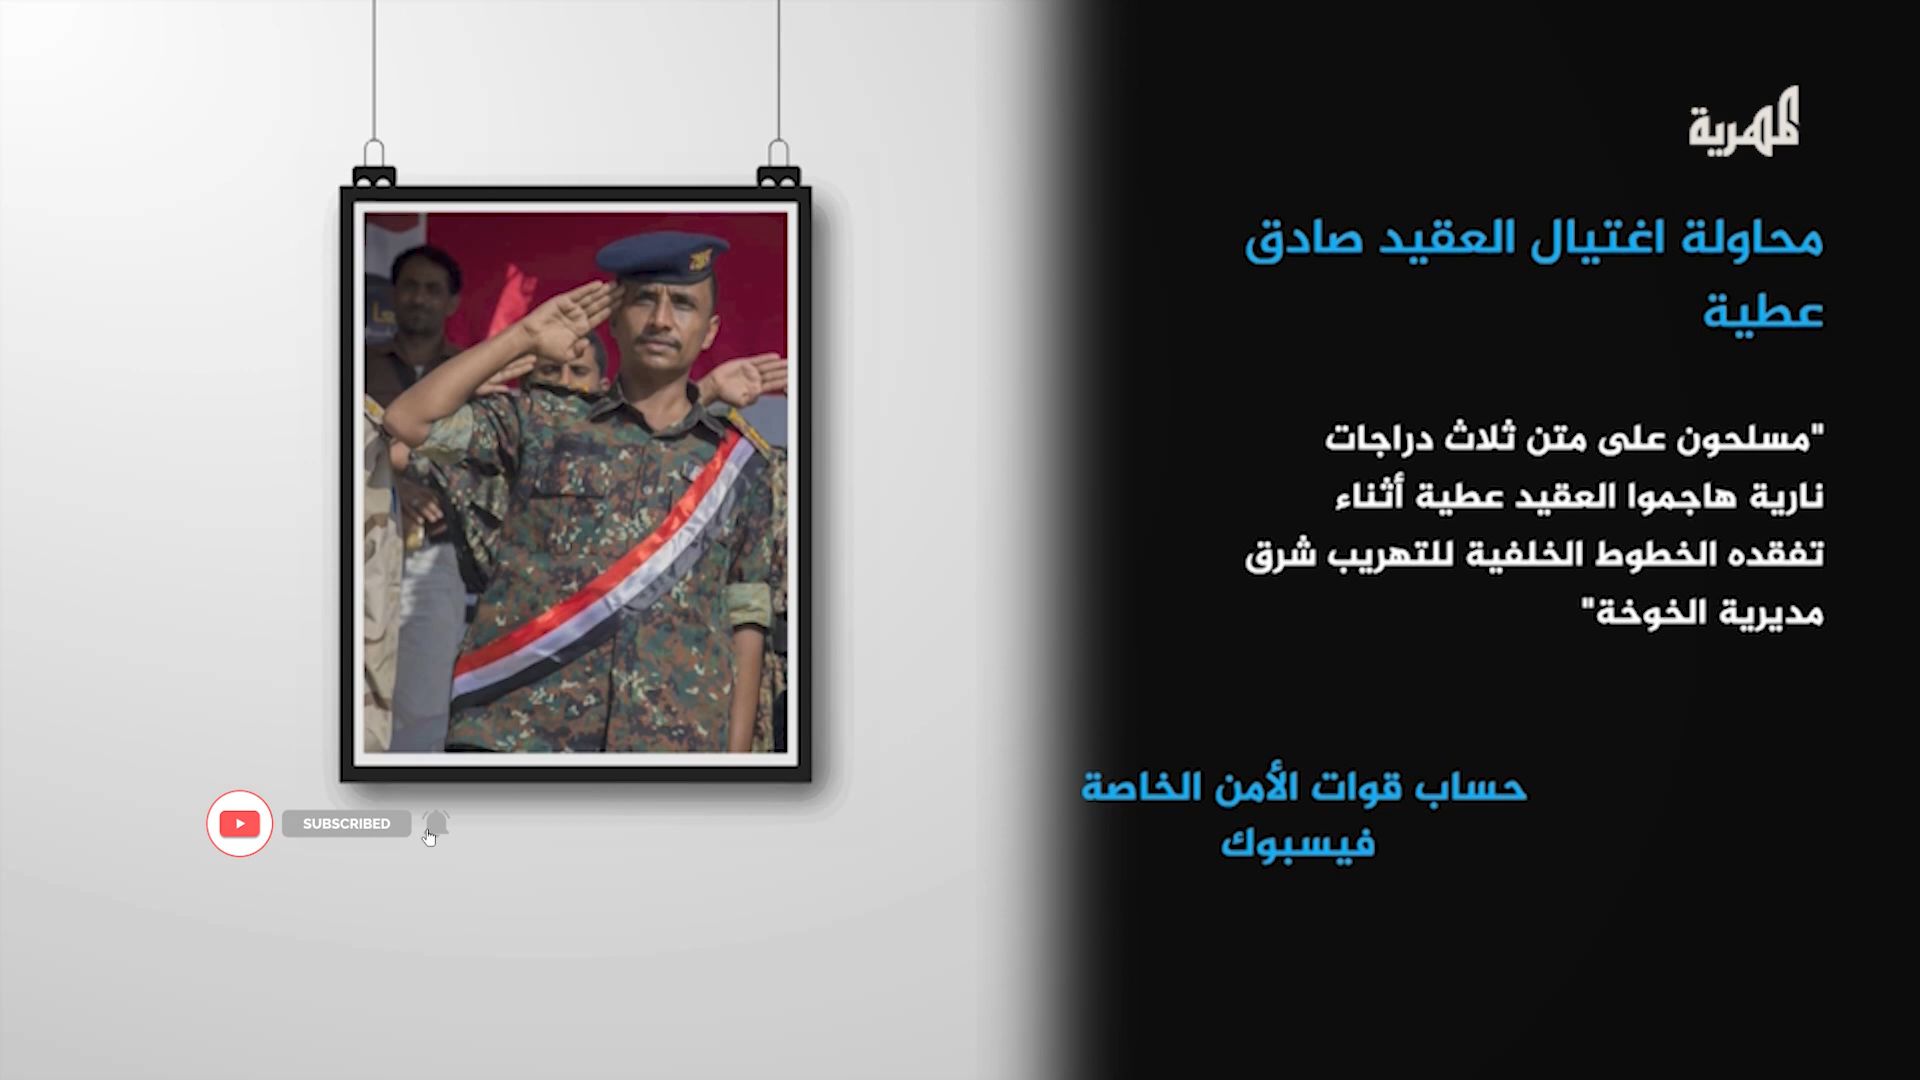 المهرية
محاولة اغتيال العقيد صادق
عطية
"مسلحون على متن ثلاث دراجات
نارية هاجموا العقيد عطية أثناء
تفقده الخطوط الخلفية للتهريب شرق
مديرية الخوخة"
حساب قوات الأمن الخاصة
فيسبوك
SUBSCRIBED